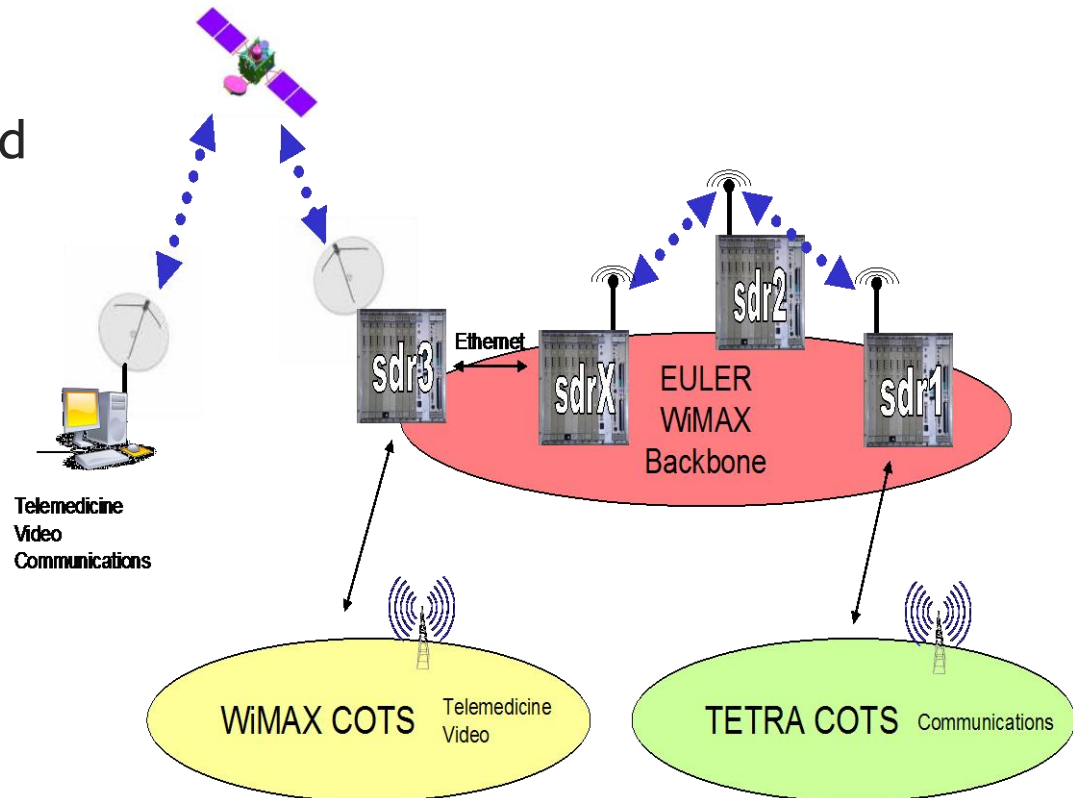 d
sdr2
Ethernet
sdr3
sdrX
sdr1
EULER
WiMAX
Backbone
Telemedicine
Video
Communications
WiMAX COTS
Telemedicine
Video
TETRA COTS
Communications